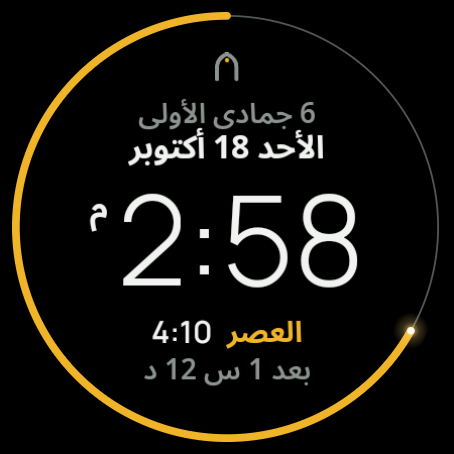 6 جمادى الأولى
الأحد 18 أكتوبر
2:58 م
العصر 4:10
بعد 1 س 12 د